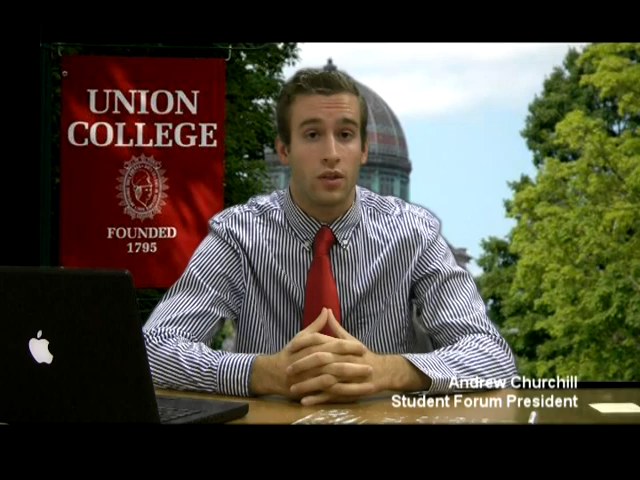 UNION
COLLEGE
FOUNDED
1795
Andrew Churchill
Student Forum President